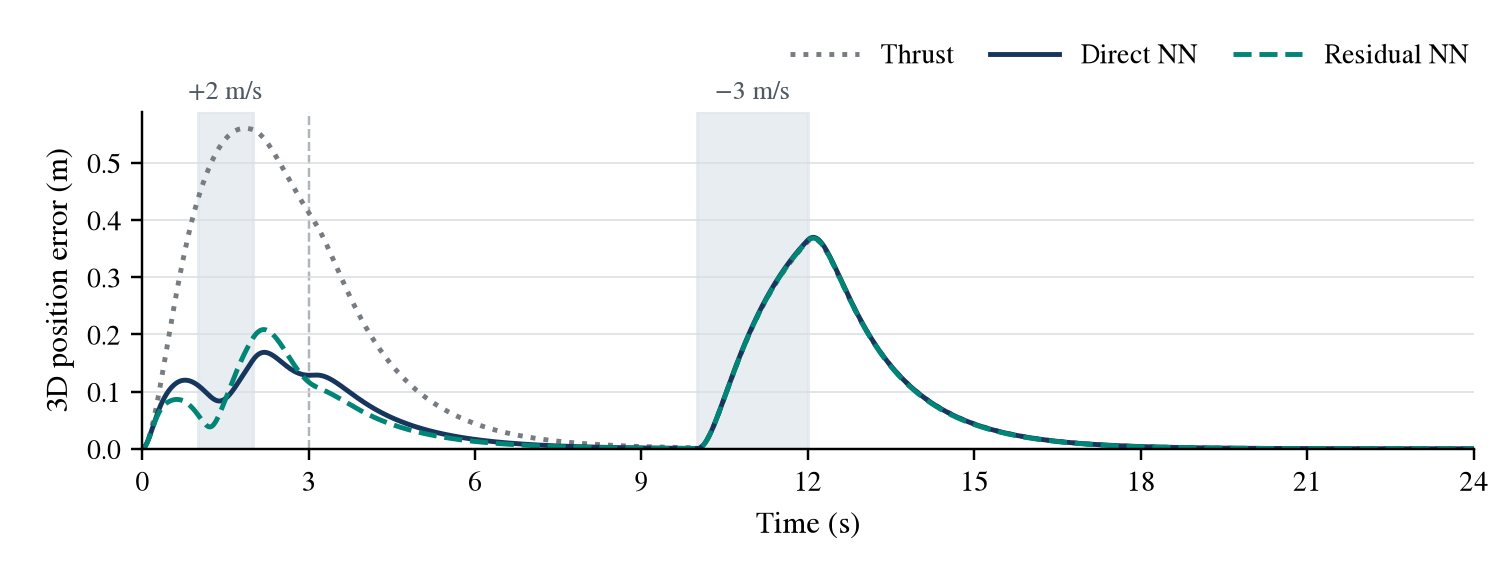 Thrust Direct NN Residual NN
+2 m/s −3 m/s
3D position error (m)
0.5
0.4
0.3
0.2
0.1
0.0
0 3 6 9 12 15 18 21 24
Time (s)